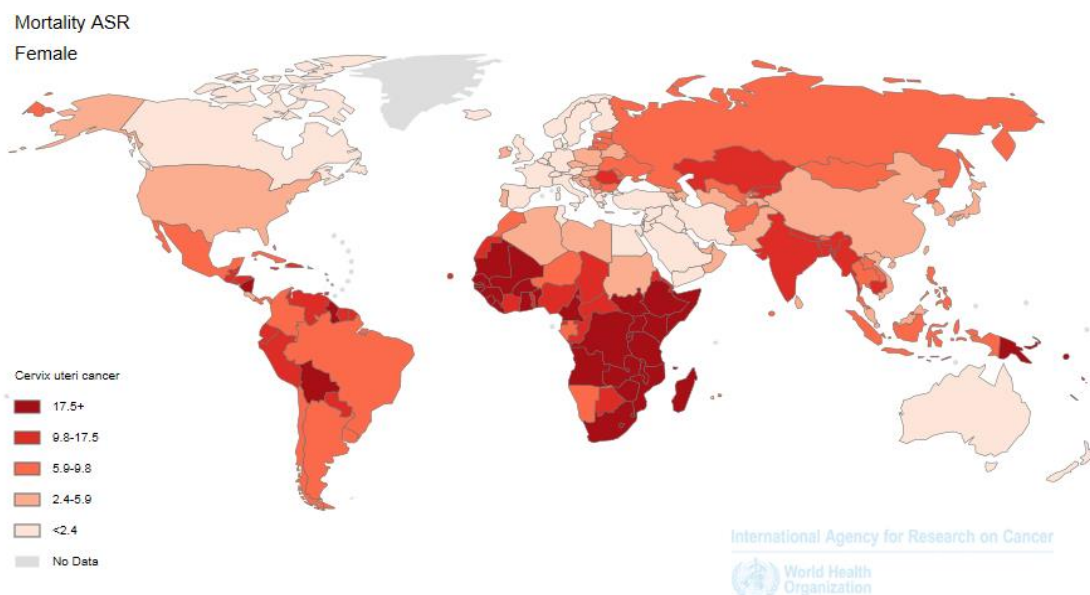 Mortality ASR
Female
Cervix uteri cancer
17.5+
9.8-17.5
5.9-9.8
2.4-5.9
<2.4
No Data
International Agency for Research on Cancer
World Health
Organization